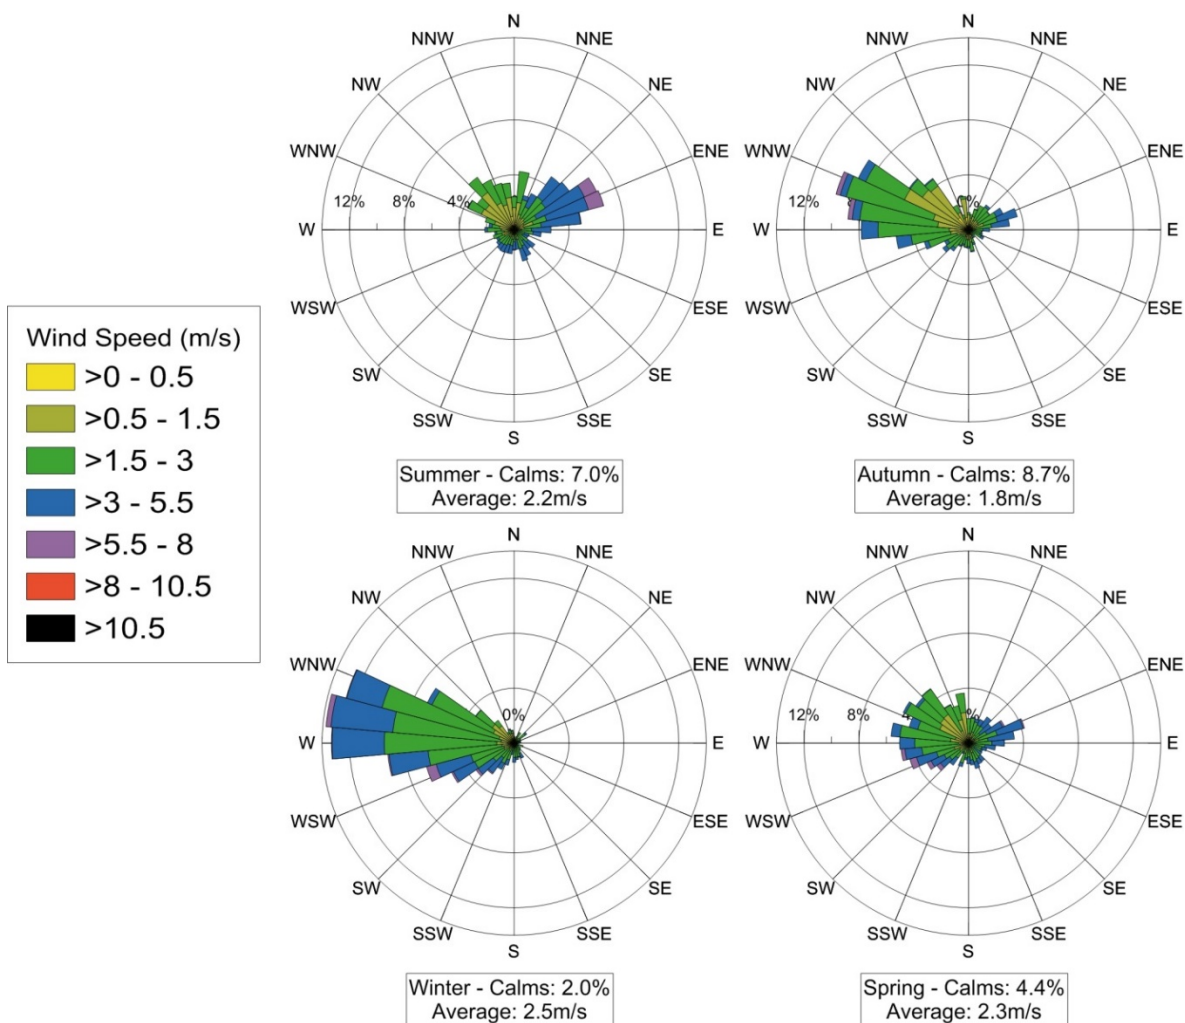 Wind Speed (m/s)
>0 - 0.5
>0.5 - 1.5
>1.5 - 3
>3 - 5.5
>5.5 - 8
>8 - 10.5
>10.5
N
NNW
NNE
NW
NE
WNW
ENE
12%
8%
4%
W
E
WSW
ESE
SW
SE
SSW
SSE
S
Summer - Calms: 7.0%
Average: 2.2m/s
N
NNW
NNE
NW
NE
WNW
ENE
12%
W
E
WSW
ESE
SW
SE
SSW
SSE
S
Autumn - Calms: 8.7%
Average: 1.8m/s
N
NNW
NNE
NW
NE
WNW
ENE
0%
W
E
WSW
ESE
SW
SE
SSW
SSE
S
Winter - Calms: 2.0%
Average: 2.5m/s
N
NNW
NNE
NW
NE
WNW
ENE
12%
8%
W
E
WSW
ESE
SW
SE
SSW
SSE
S
Spring - Calms: 4.4%
Average: 2.3m/s